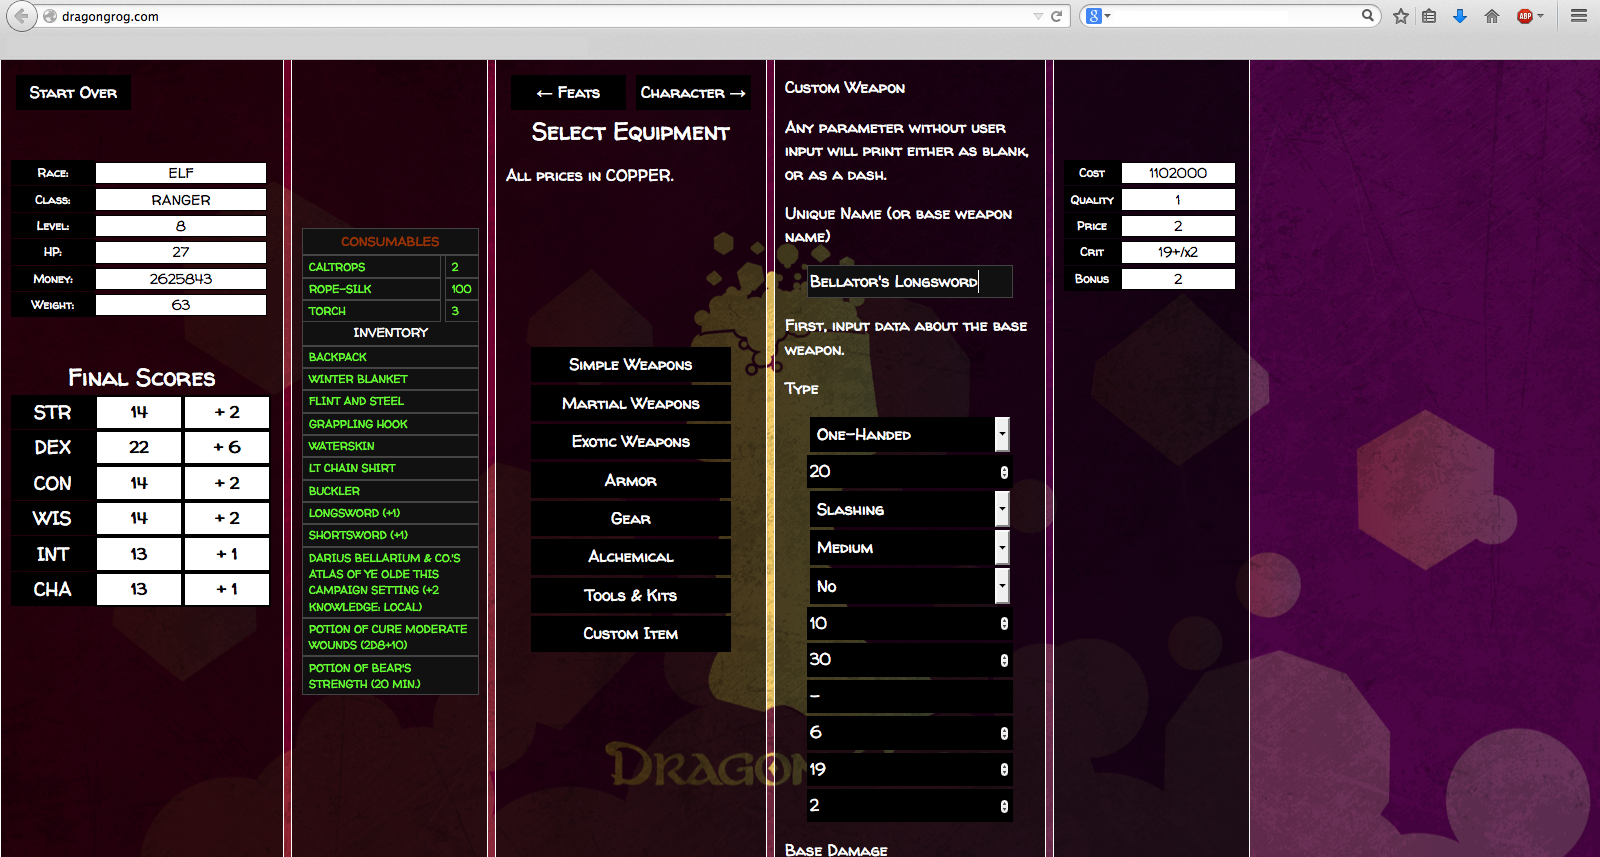 dragongrog.com
g
ABP
Start Over
Race: ELF
Class: RANGER
Level: 8
HP: 27
Money: 2625843
Weight: 63
Final Scores
STR 14 +2
DEX 22 +6
CON 14 +2
WIS 14 +2
INT 13 +1
CHA 13 +1
CONSUMABLES
CALTROPS 2
ROPE-SILK 100
TORCH 3
INVENTORY
BACKPACK
WINTER BLANKET
FLINT AND STEEL
GRAPPLING HOOK
WATERSKIN
LT CHAIN SHIRT
BUCKLER
LONGSWORD (+1)
SHORTSWORD (+1)
DARIUS BELLARIUM & CO.'S
ATLAS OF YE OLDE THIS
CAMPAIGN SETTING (+2
KNOWLEDGE: LOCAL)
POTION OF CURE MODERATE
WOUNDS (2D8+10)
POTION OF BEAR'S
STRENGTH (20 MIN.)
← Feats Character →
Select Equipment
All prices in COPPER.
Simple Weapons
Martial Weapons
Exotic Weapons
Armor
Gear
Alchemical
Tools & Kits
Custom Item
Dragon
Custom Weapon
Any parameter without user
input will print either as blank,
or as a dash.
Unique Name (or base weapon
name)
Bellator's Longsword
First, input data about the base
weapon.
Type
One-Handed
20
Slashing
Medium
No
10
30
-
6
19
2
Base Damage
Cost 1102000
Quality 1
Price 2
Crit 19+/x2
Bonus 2